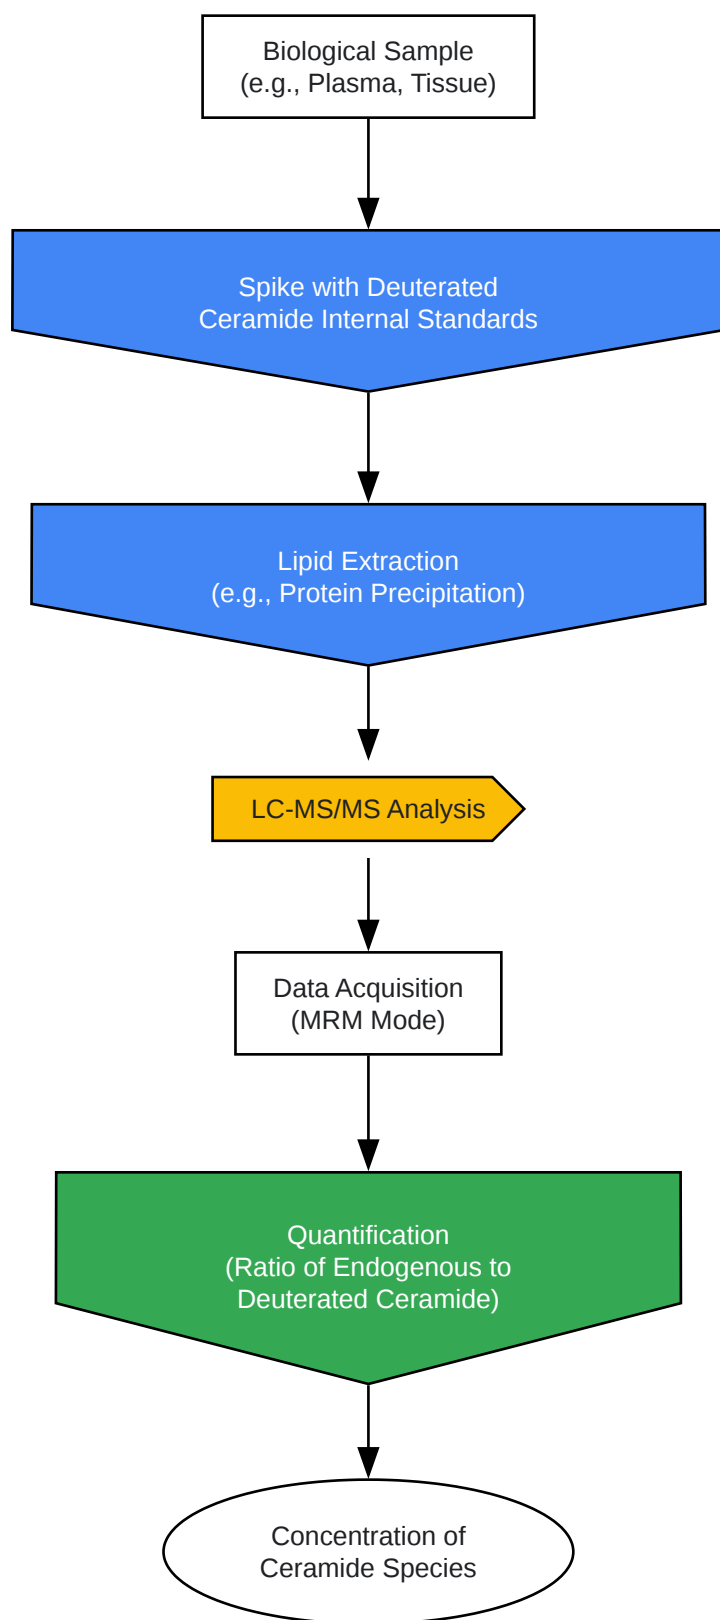 Biological Sample
(e.g., Plasma, Tissue)
Spike with Deuterated
Ceramide Internal Standards
Lipid Extraction
(e.g., Protein Precipitation)
LC-MS/MS Analysis
Data Acquisition
(MRM Mode)
Quantification
(Ratio of Endogenous to
Deuterated Ceramide)
Concentration of
Ceramide Species